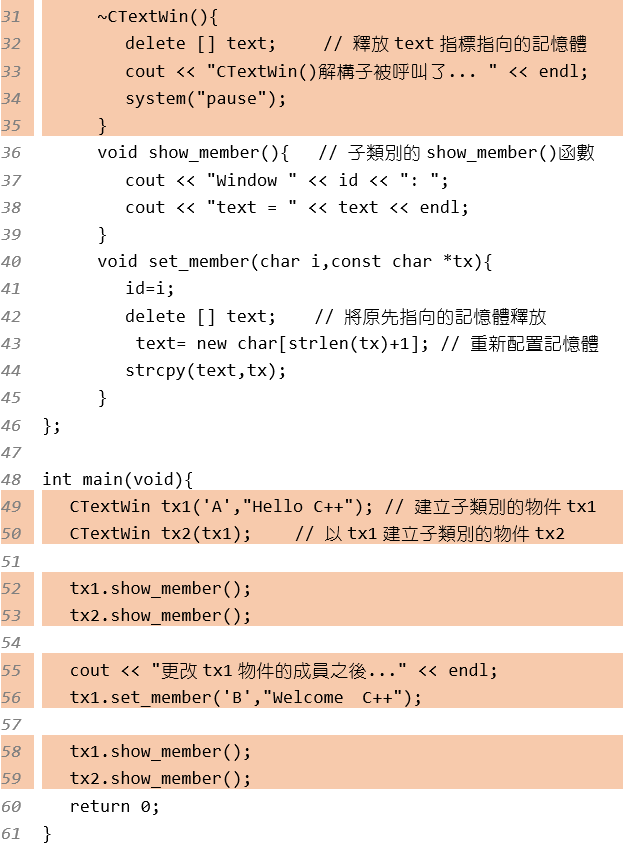 31 ~CTextWin(){
32 delete [] text; // 釋放 text 指標指向的記憶體
33 cout << "CTextWin()解構子被呼叫了... " << endl;
34 system("pause");
35 }
36 void show_member(){ // 子類別的 show_member()函數
37 cout << "Window " << id << ": ";
38 cout << "text = " << text << endl;
39 }
40 void set_member(char i,const char *tx){
41 id=i;
42 delete [] text; // 將原先指向的記憶體釋放
43 text= new char[strlen(tx)+1]; // 重新配置記憶體
44 strcpy(text,tx);
45 }
46 };
47
48 int main(void){
49 CTextWin tx1('A',"Hello C++"); // 建立子類別的物件 tx1
50 CTextWin tx2(tx1); // 以 tx1 建立子類別的物件 tx2
51
52 tx1.show_member();
53 tx2.show_member();
54
55 cout << "更改 tx1 物件的成員之後..." << endl;
56 tx1.set_member('B',"Welcome  C++");
57
58 tx1.show_member();
59 tx2.show_member();
60 return 0;
61 }